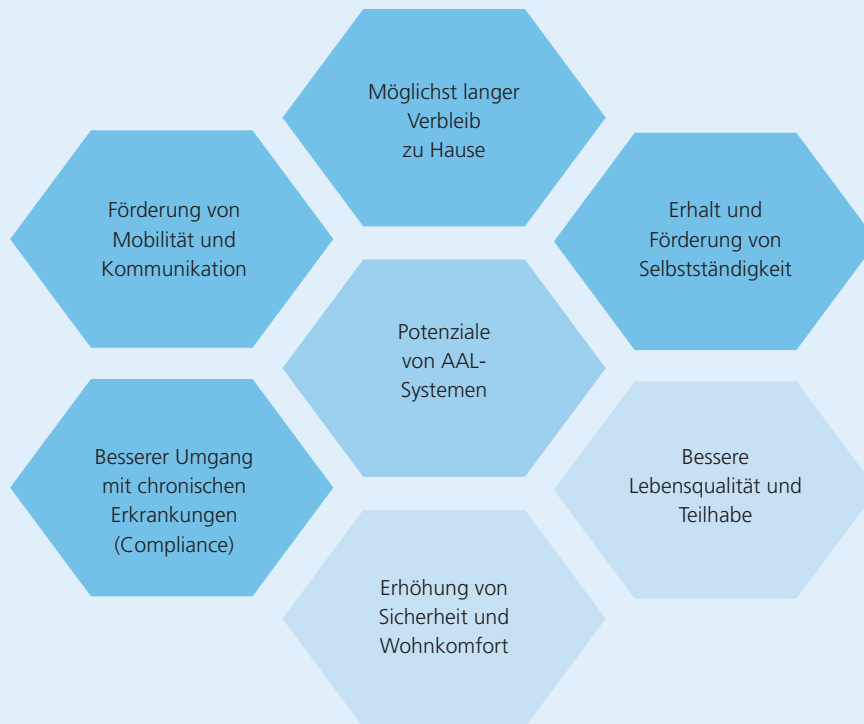 Möglichst langer
Verbleib
zu Hause
Förderung von
Mobilität und
Kommunikation
Erhalt und
Förderung von
Selbstständigkeit
Potenziale
von AAL-
Systemen
Besserer Umgang
mit chronischen
Erkrankungen
(Compliance)
Bessere
Lebensqualität und
Teilhabe
Erhöhung von
Sicherheit und
Wohnkomfort